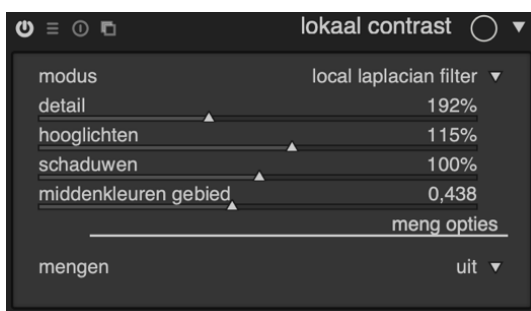 lokaal contrast
modus local laplacian filter
detail 192%
hooglichten 115%
schaduwen 100%
middenkleuren gebied 0,438
meng opties
mengen uit